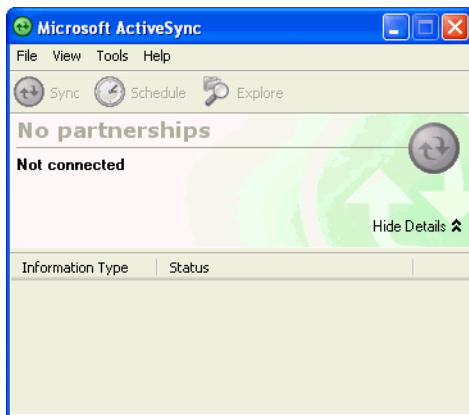 Microsoft ActiveSync
File View Tools Help
Sync Schedule Explore
No partnerships
Not connected
Hide Details
Information Type Status